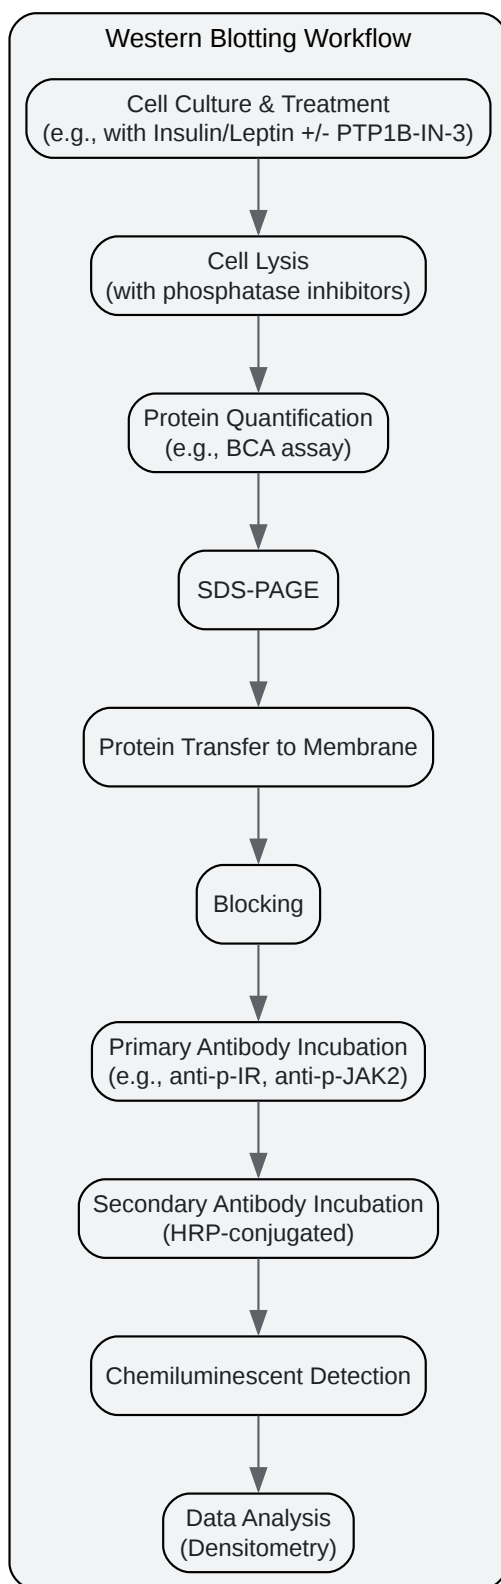 Western Blotting Workflow
Cell Culture & Treatment
(e.g., with Insulin/Leptin +/- PTP1B-IN-3)
Cell Lysis
(with phosphatase inhibitors)
Protein Quantification
(e.g., BCA assay)
SDS-PAGE
Protein Transfer to Membrane
Blocking
Primary Antibody Incubation
(e.g., anti-p-IR, anti-p-JAK2)
Secondary Antibody Incubation
(HRP-conjugated)
Chemiluminescent Detection
Data Analysis
(Densitometry)